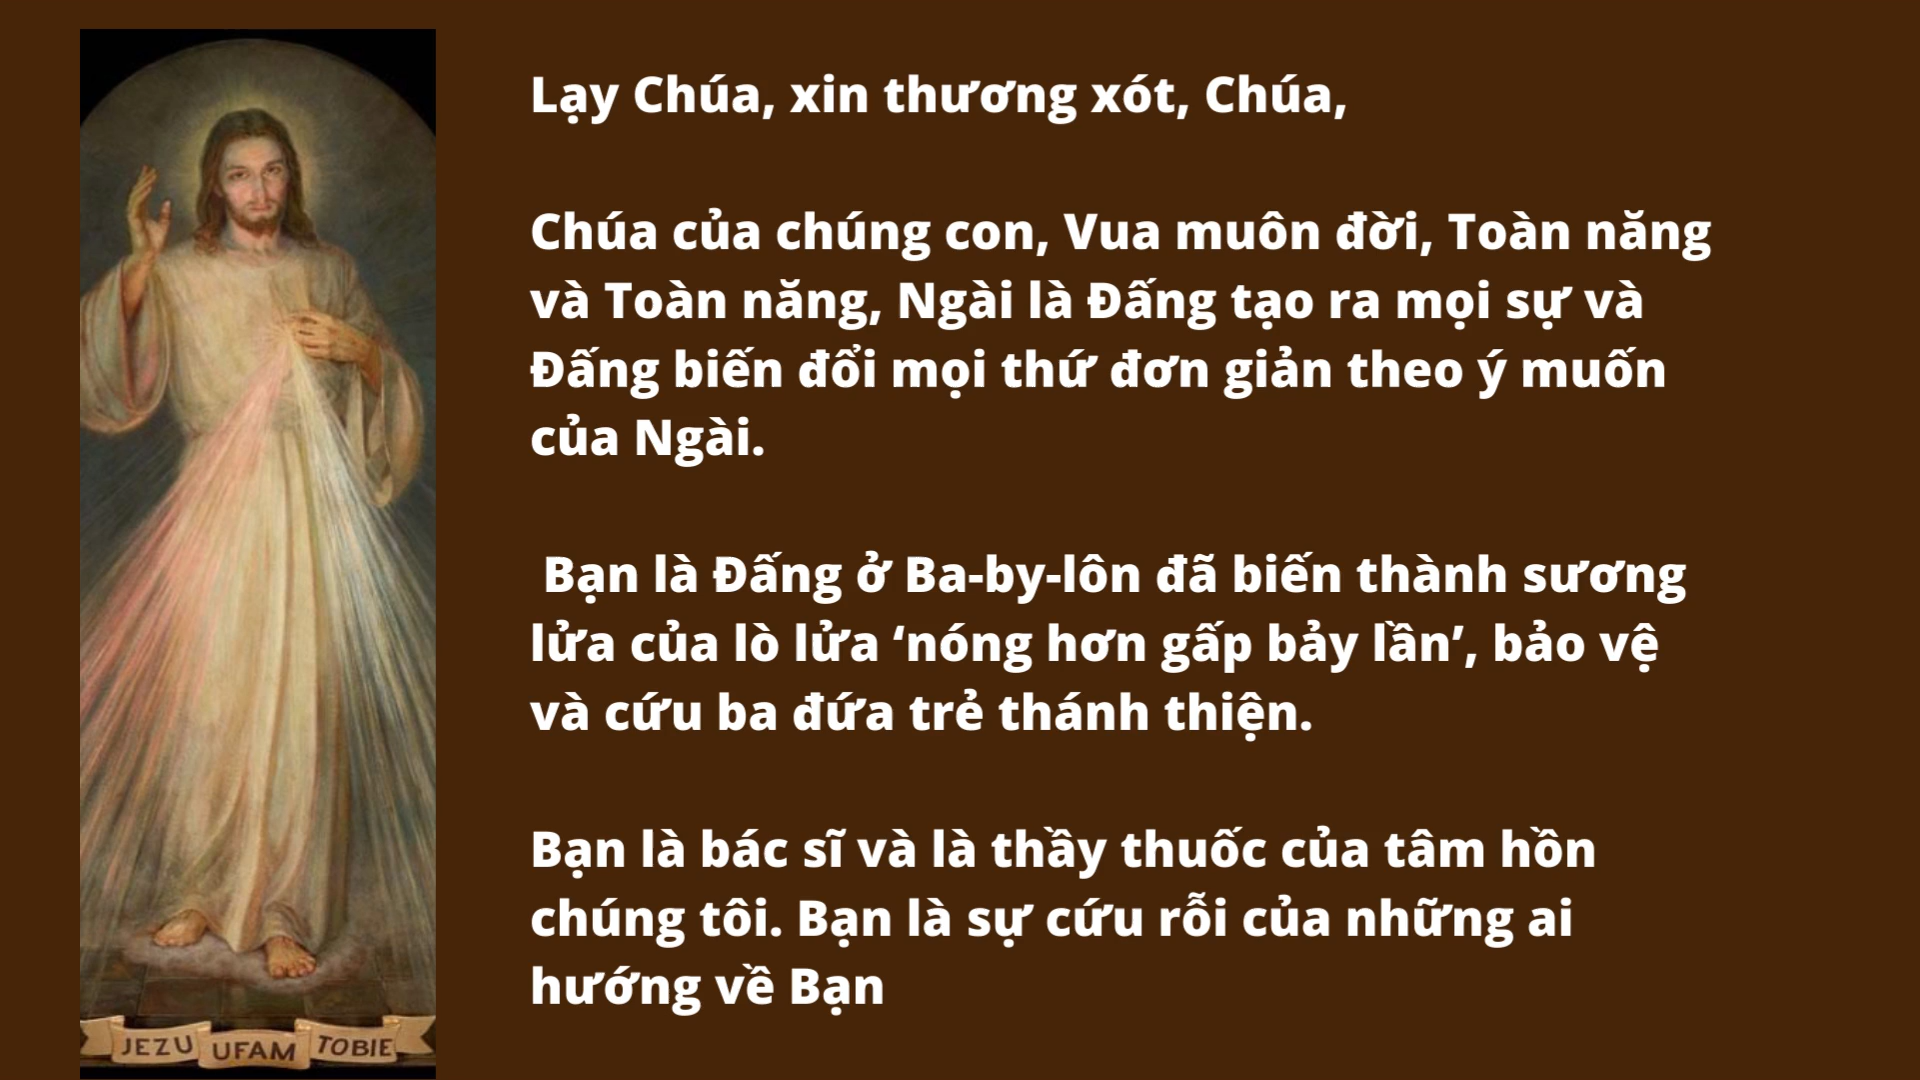 Lạy Chúa, xin thương xót, Chúa,
Chúa của chúng con, Vua muôn đời, Toàn năng
và Toàn năng, Ngài là Đấng tạo ra mọi sự và
Đấng biến đổi mọi thứ đơn giản theo ý muốn
của Ngài.
Bạn là Đấng ở Ba-by-lôn đã biến thành sương
lửa của lò lửa ‘nóng hơn gấp bảy lần’, bảo vệ
và cứu ba đứa trẻ thánh thiện.
Bạn là bác sĩ và là thầy thuốc của tâm hồn
chúng tôi. Bạn là sự cứu rỗi của những ai
hướng về Bạn
JEZU UFAM TOBIE